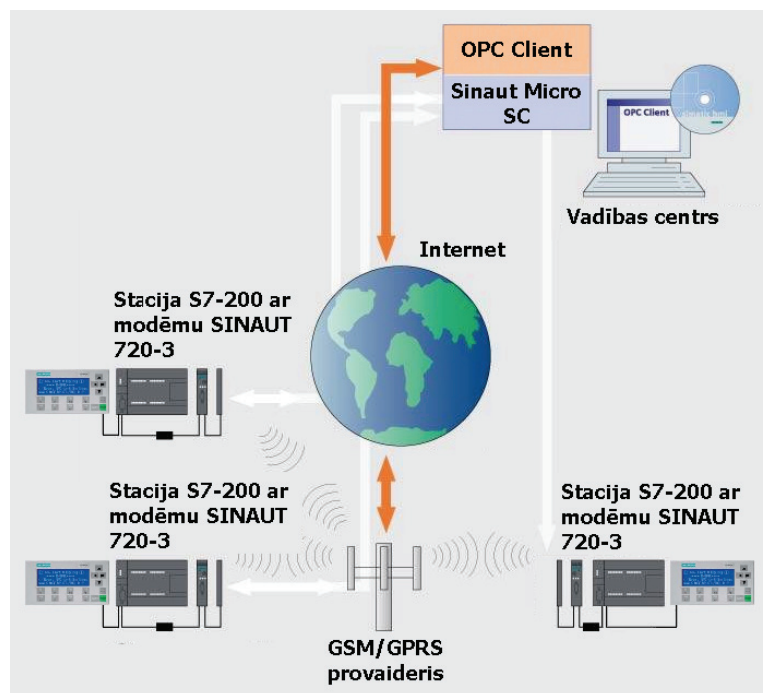 OPC Client
Sinaut Micro
SC
OPC Client
Vadības centrs
Internet
Stacija S7-200 ar
modēmu SINAUT
720-3
Stacija S7-200 ar
modēmu SINAUT
720-3
Stacija S7-200 ar
modēmu SINAUT
720-3
GSM/GPRS
provaideris